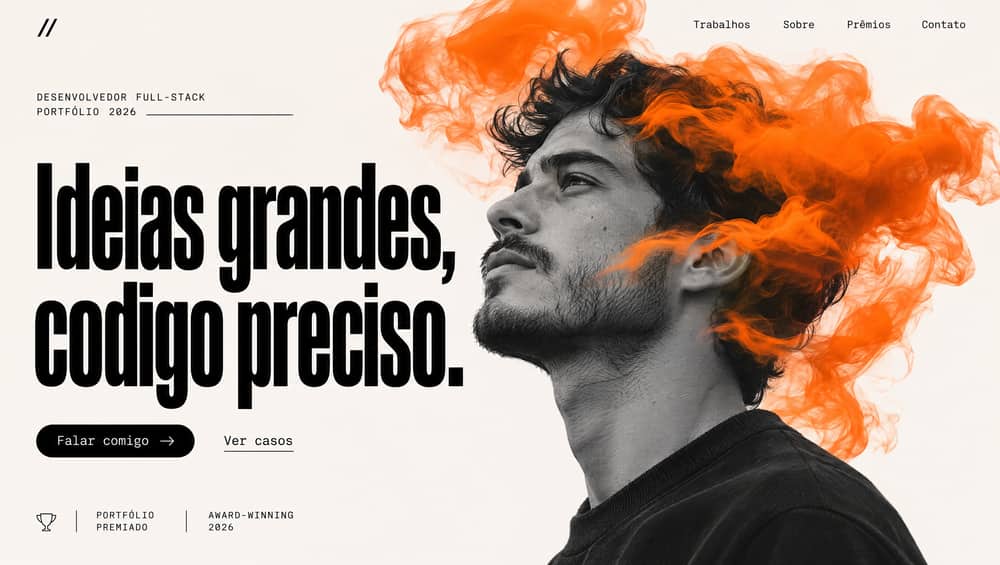 //
Trabalhos Sobre Prêmios Contato
DESENVOLVEDOR FULL-STACK
PORTFÓLIO 2026
Ideias grandes,
codigo preciso.
Falar comigo →
Ver casos
PORTFÓLIO
PREMIADO
AWARD-WINNING
2026